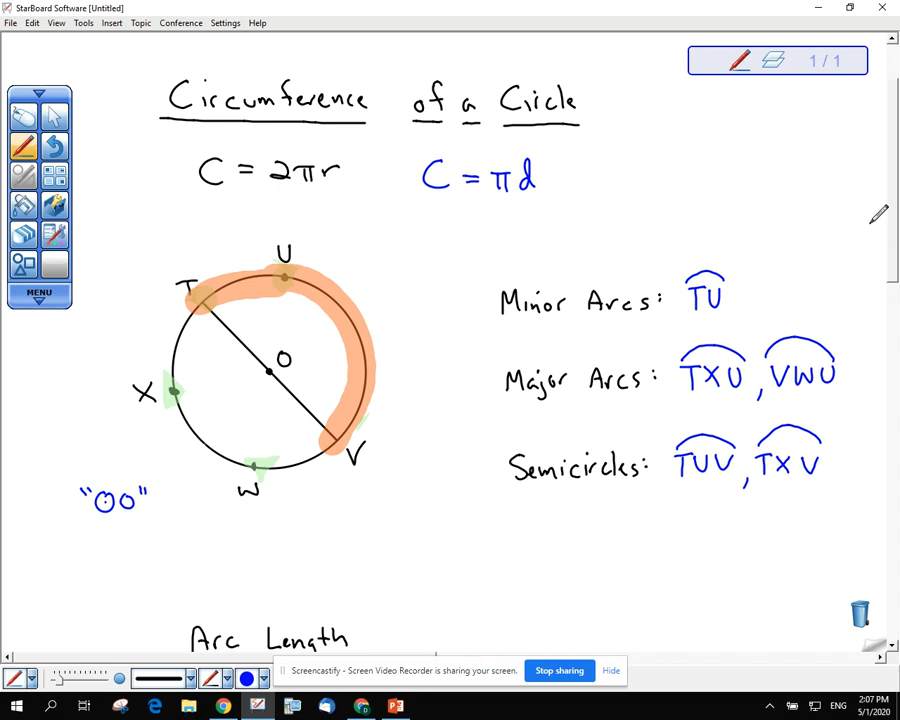 StarBoard Software [Untitled]
File Edit View Tools Insert Topic Conference Settings Help
1 / 1
MENU
Circumference of a Circle
C = 2πr C = πd
U
T
O
X
V
W
"⊙O"
Minor Arcs: TU
Major Arcs: TXU, VWU
Semicircles: TUV, TXV
Arc Length
Screencastify - Screen Video Recorder is sharing your screen. Stop sharing Hide
ENG 2:07 PM
5/1/2020